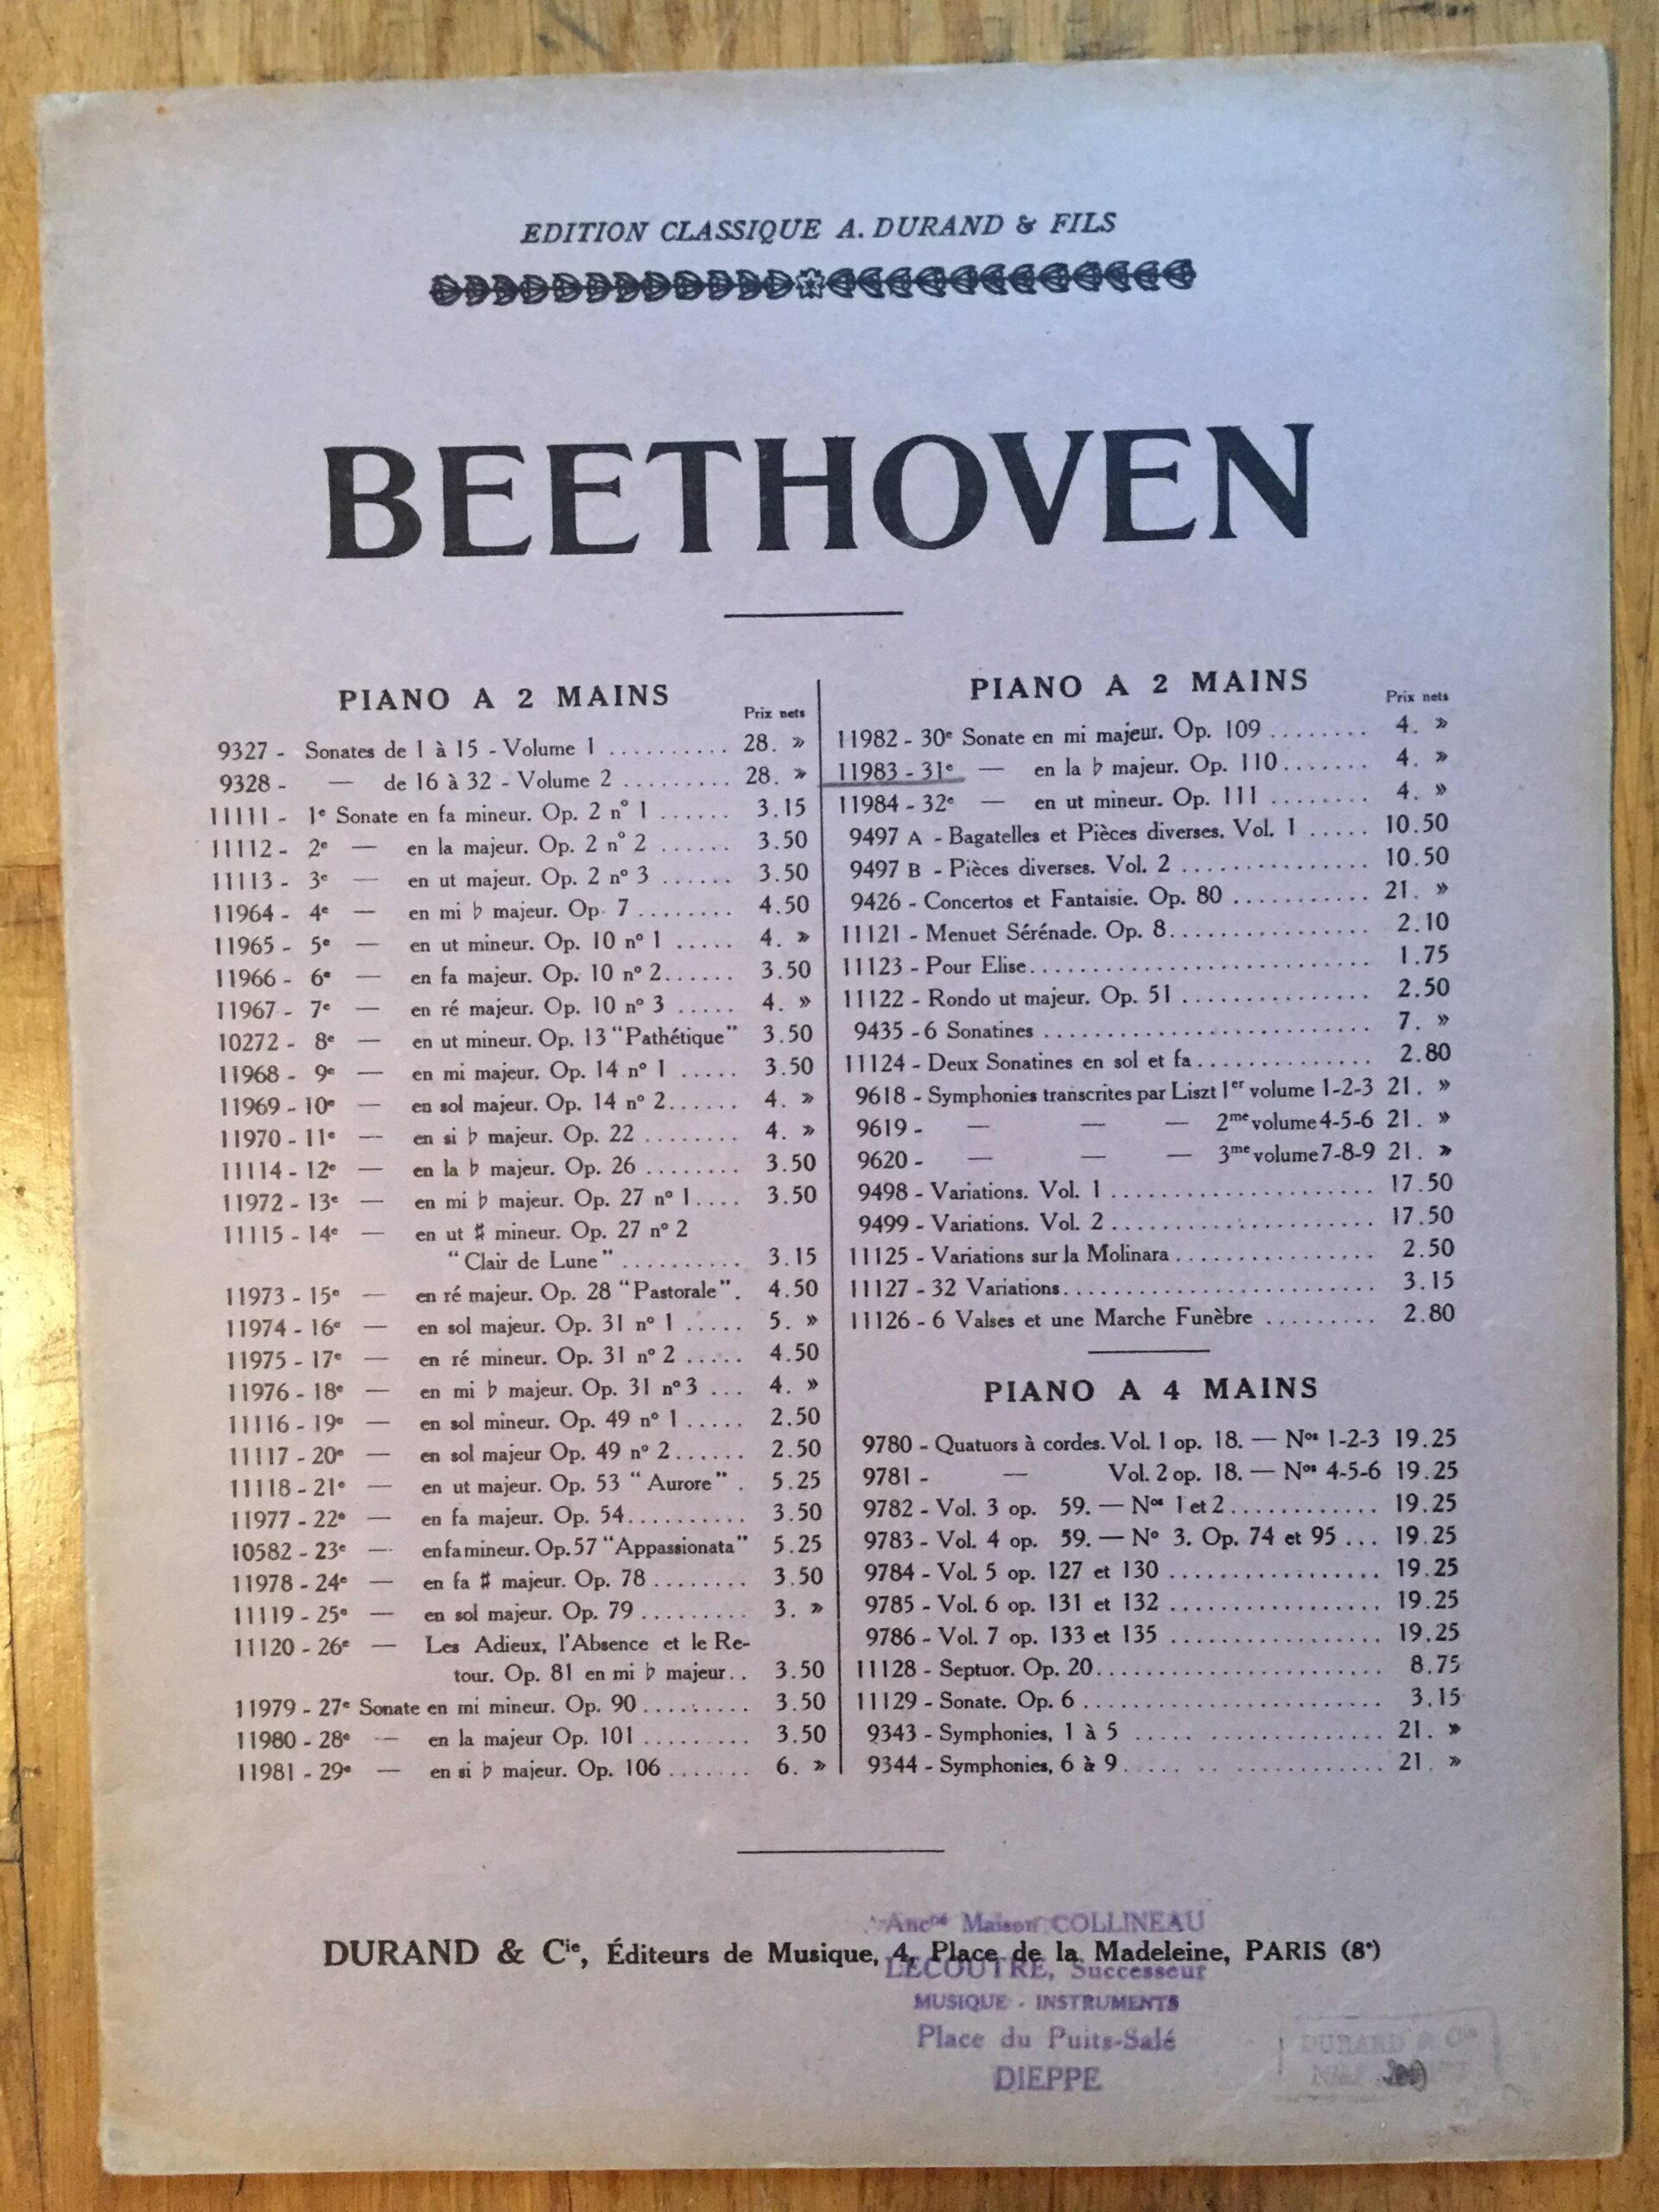 EDITION CLASSIQUE A. DURAND & FILS
BEETHOVEN
PIANO A 2 MAINS
Prix nets
9327 - Sonates de 1 à 15 - Volume 1 .......... 28. »
9328 - — de 16 à 32 - Volume 2 ......... 28. »
11111 - 1e Sonate en fa mineur. Op. 2 n° 1 ...... 3.15
11112 - 2e — en la majeur. Op. 2 n° 2 ...... 3.50
11113 - 3e — en ut majeur. Op. 2 nº 3 ...... 3.50
11964 - 4e — en mi ♭ majeur. Op. 7 ........ 4.50
11965 - 5e — en ut mineur. Op. 10 nº 1 ..... 4. »
11966 - 6e — en fa majeur. Op. 10 nº 2...... 3.50
11967 - 7e — en ré majeur. Op. 10 nº 3 ..... 4. »
10272 - 8e — en ut mineur. Op. 13 "Pathétique" 3.50
11968 - 9e — en mi majeur. Op. 14 nº 1 ..... 3.50
11969 - 10e — en sol majeur. Op. 14 nº 2...... 4. »
11970 - 11e — en si ♭ majeur. Op. 22 ........ 4. »
11114 - 12e — en la ♭ majeur. Op. 26 ........ 3.50
11972 - 13e — en mi ♭ majeur. Op. 27 nº 1.... 3.50
11115 - 14e — en ut ♯ mineur. Op. 27 nº 2
"Clair de Lune" .......... 3.15
11973 - 15e — en ré majeur. Op. 28 "Pastorale". 4.50
11974 - 16e — en sol majeur. Op. 31 nº 1 ..... 5. »
11975 - 17e — en ré mineur. Op. 31 nº 2 ..... 4.50
11976 - 18e — en mi ♭ majeur. Op. 31 nº 3 ... 4. »
11116 - 19e — en sol mineur. Op. 49 nº 1 ..... 2.50
11117 - 20e — en sol majeur Op. 49 nº 2...... 2.50
11118 - 21e — en ut majeur. Op. 53 "Aurore" . 5.25
11977 - 22e — en fa majeur. Op. 54.......... 3.50
10582 - 23e — en fa mineur. Op. 57 "Appassionata" 5.25
11978 - 24e — en fa ♯ majeur. Op. 78 ........ 3.50
11119 - 25e — en sol majeur. Op. 79 ......... 3. »
11120 - 26e — Les Adieux, l'Absence et le Re-
tour. Op. 81 en mi ♭ majeur.. 3.50
11979 - 27e Sonate en mi mineur. Op. 90 ......... 3.50
11980 - 28e — en la majeur Op. 101 ......... 3.50
11981 - 29e — en si ♭ majeur. Op. 106 ....... 6. »
PIANO A 2 MAINS
Prix nets
11982 - 30e Sonate en mi majeur. Op. 109 ........ 4. »
11983 - 31e — en la ♭ majeur. Op. 110....... 4. »
11984 - 32e — en ut mineur. Op. 111 ........ 4. »
9497 A - Bagatelles et Pièces diverses. Vol. 1 ..... 10.50
9497 B - Pièces diverses. Vol. 2 .............. 10.50
9426 - Concertos et Fantaisie. Op. 80 ........... 21. »
11121 - Menuet Sérénade. Op. 8................ 2.10
11123 - Pour Elise............................ 1.75
11122 - Rondo ut majeur. Op. 51 ............... 2.50
9435 - 6 Sonatines ........................... 7. »
11124 - Deux Sonatines en sol et fa.............. 2.80
9618 - Symphonies transcrites par Liszt 1er volume 1-2-3 21. »
9619 - — — — 2me volume 4-5-6 21. »
9620 - — — — 3me volume 7-8-9 21. »
9498 - Variations. Vol. 1 ...................... 17.50
9499 - Variations. Vol. 2 ...................... 17.50
11125 - Variations sur la Molinara ................ 2.50
11127 - 32 Variations.......................... 3.15
11126 - 6 Valses et une Marche Funèbre ......... 2.80
PIANO A 4 MAINS
9780 - Quatuors à cordes. Vol. 1 op. 18. — Nos 1-2-3 19.25
9781 - — Vol. 2 op. 18. — Nos 4-5-6 19.25
9782 - Vol. 3 op. 59. — Nos 1 et 2............ 19.25
9783 - Vol. 4 op. 59. — Nº 3. Op. 74 et 95 ... 19.25
9784 - Vol. 5 op. 127 et 130 ................. 19.25
9785 - Vol. 6 op. 131 et 132 ................. 19.25
9786 - Vol. 7 op. 133 et 135 ................. 19.25
11128 - Septuor. Op. 20....................... 8.75
11129 - Sonate. Op. 6 ........................ 3.15
9343 - Symphonies, 1 à 5 ..... ............. 21. »
9344 - Symphonies, 6 à 9..... .. ............ 21. »
Ancne Maison COLLINEAU
DURAND & Cie, Éditeurs de Musique, 4, Place de la Madeleine, PARIS (8e)
LECOUTRE, Successeur
MUSIQUE - INSTRUMENTS
Place du Puits-Salé
DIEPPE
DURAND & Cie